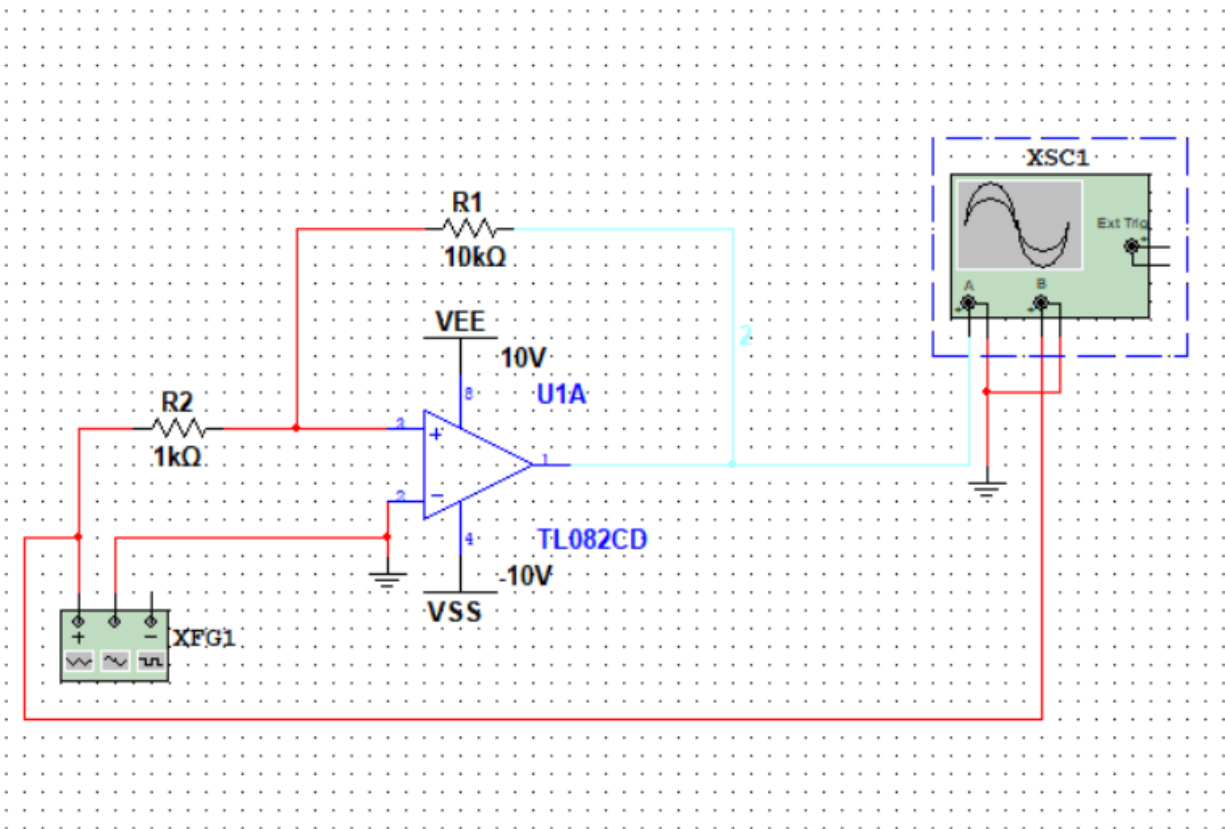 XSC1
Ext Trig
+
A
B
+
+
R1
10kΩ
2
VEE
10V
8
U1A
R2
1kΩ
3
+
1
2
−
4
TL082CD
-10V
VSS
+
−
XFG1